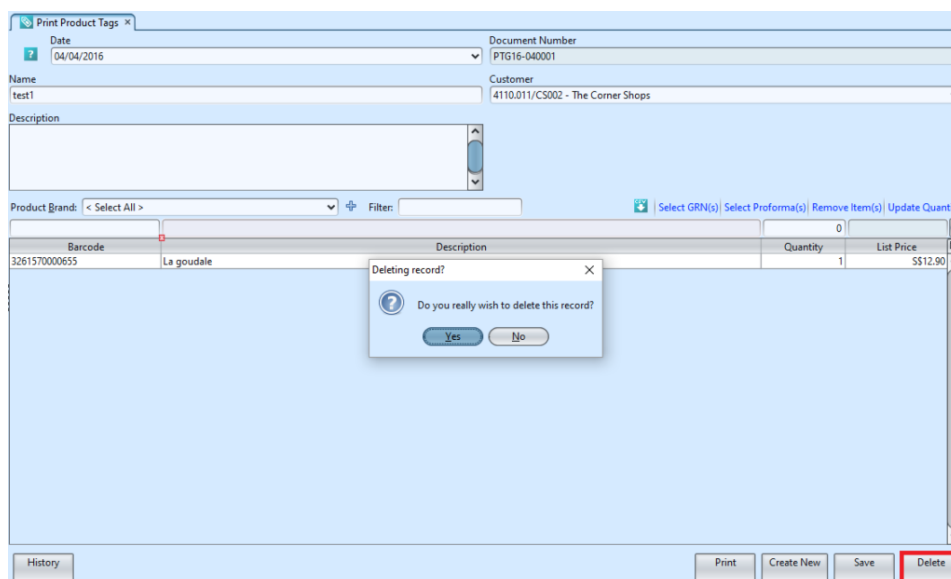 Print Product Tags
Date
Document Number
? 04/04/2016
PTG16-040001
Name
Customer
test1
4110.011/CS002 - The Corner Shops
Description
Product Brand: < Select All > Filter: Select GRN(s) Select Proforma(s) Remove Item(s) Update Quant
0
Barcode Description Quantity List Price
3261570000655 La goudale 1 S$12.90
Deleting record?
? Do you really wish to delete this record?
Yes No
History Print Create New Save Delete